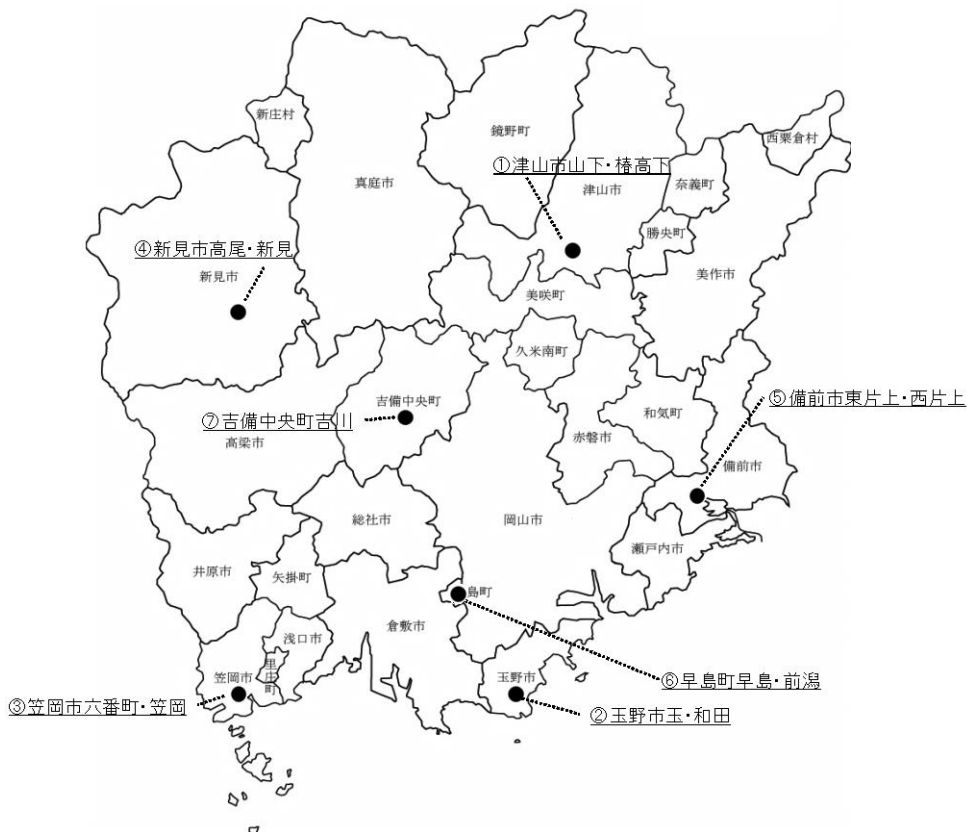 新庄村
鏡野町
西粟倉村
①津山市山下・椿高下
真庭市
奈義町
津山市
勝央町
④新見市高尾・新見
美作市
新見市
美咲町
久米南町
⑤備前市東片上・西片上
吉備中央町
和気町
⑦吉備中央町吉川
赤磐市
高梁市
備前市
総社市
岡山市
瀬戸内市
井原市
矢掛町
島町
倉敷市
浅口市
里庄町
笠岡市
玉野市
⑥早島町早島・前潟
③笠岡市六番町・笠岡
②玉野市玉・和田